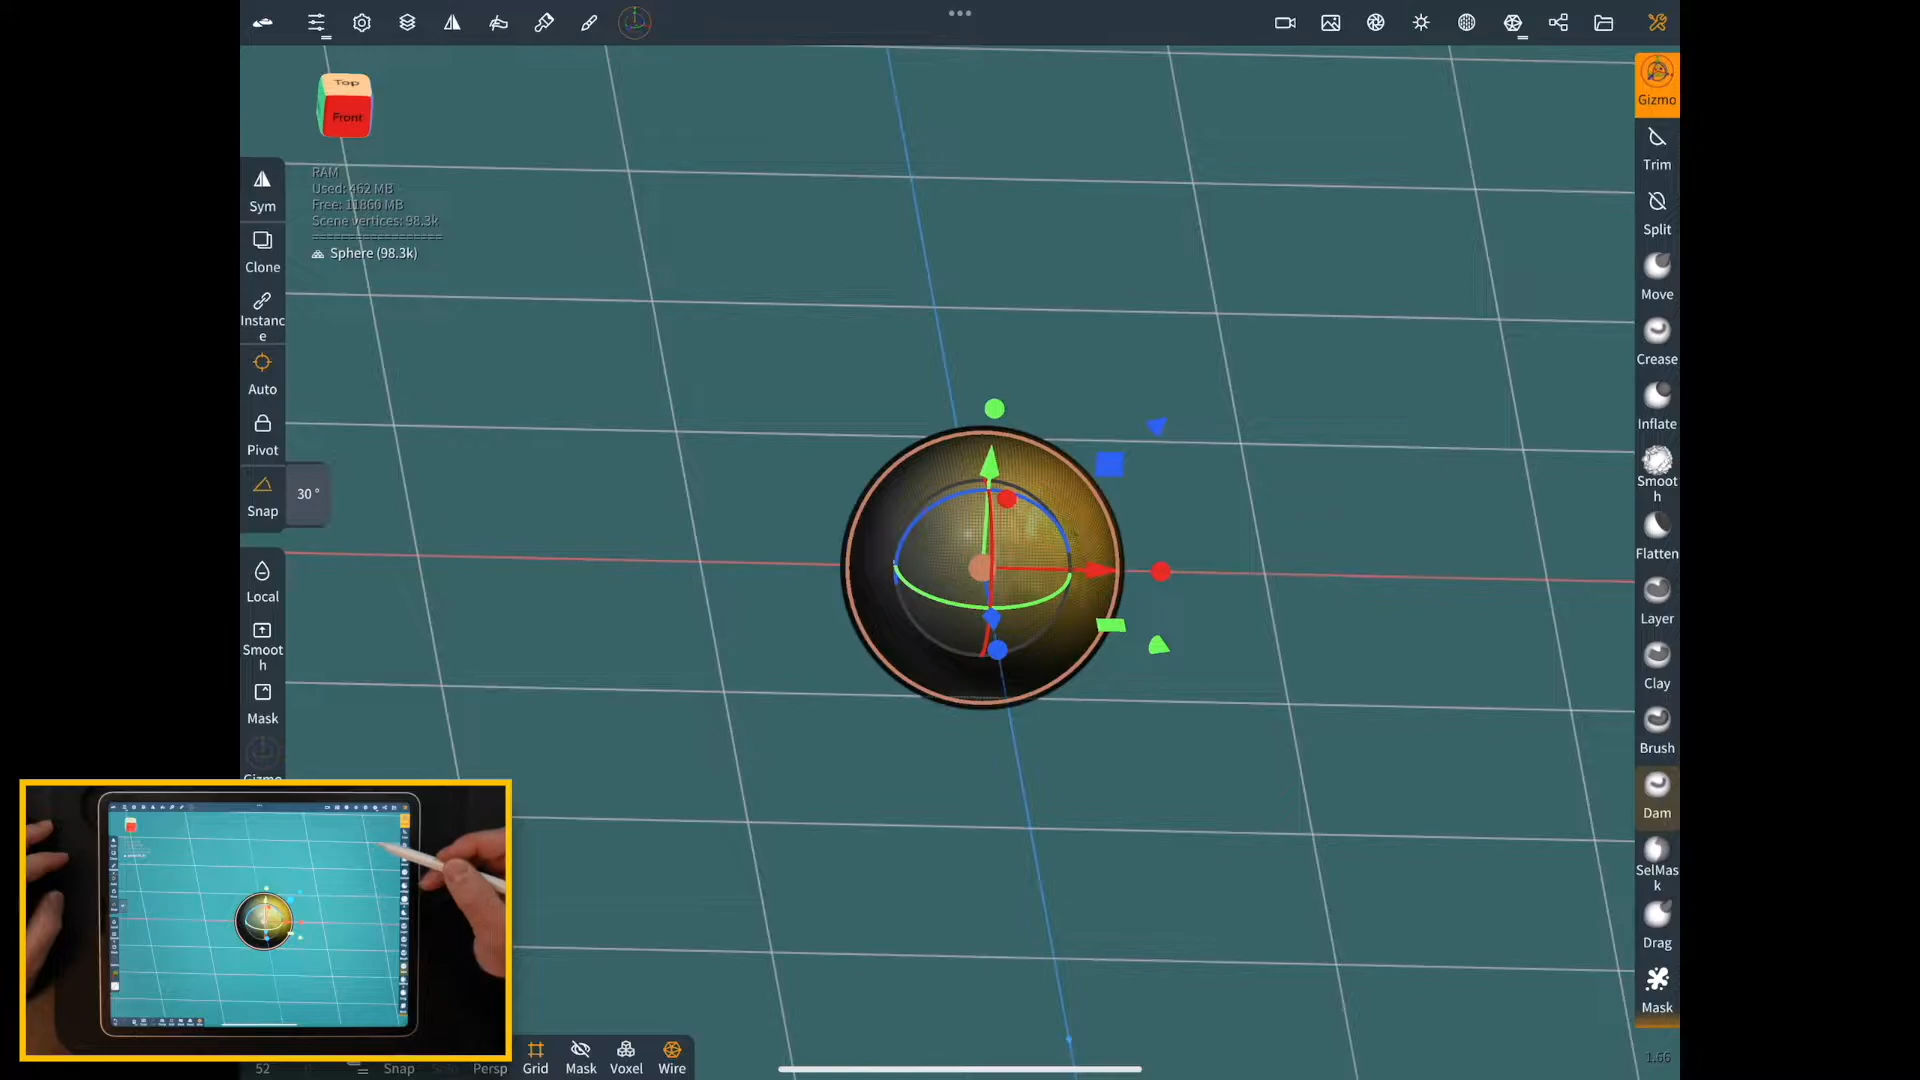 Top
Front
RAM
Used: 462 MB
Free: 11860 MB
Scene vertices: 98.3k
==================
Sphere (98.3k)
Sym
Clone
Instanc
e
Auto
Pivot
30 °
Snap
Local
Smoot
h
Mask
Gizmo
Gizmo
Trim
Split
Move
Crease
Inflate
Smoot
h
Flatten
Layer
Clay
Brush
Dam
SelMas
k
Drag
Mask
1.66
52
Snap
Persp
Grid
Mask
Voxel
Wire